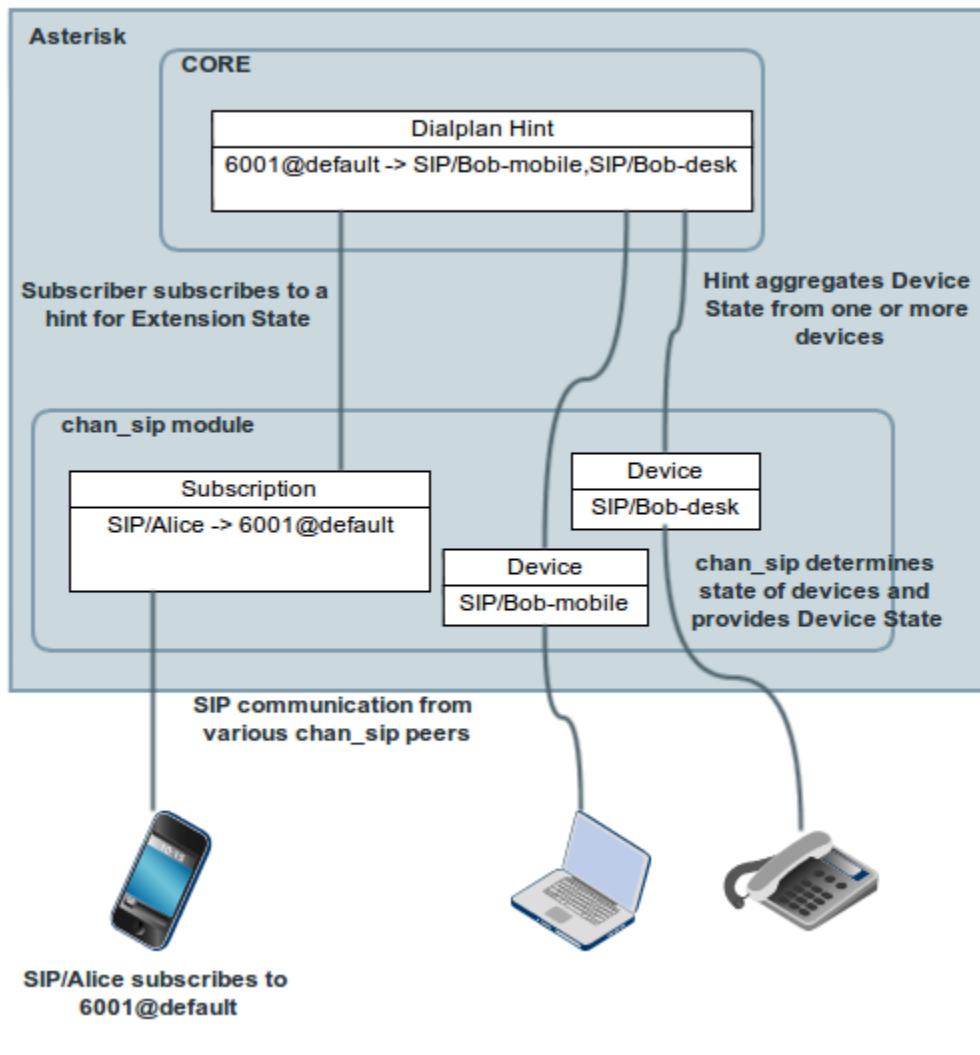 Asterisk
CORE
Dialplan Hint
6001@default -> SIP/Bob-mobile,SIP/Bob-desk
Subscriber subscribes to a
hint for Extension State
Hint aggregates Device
State from one or more
devices
chan_sip module
Subscription
SIP/Alice -> 6001@default
Device
SIP/Bob-desk
Device
SIP/Bob-mobile
chan_sip determines
state of devices and
provides Device State
SIP communication from
various chan_sip peers
10:15
SIP/Alice subscribes to
6001@default